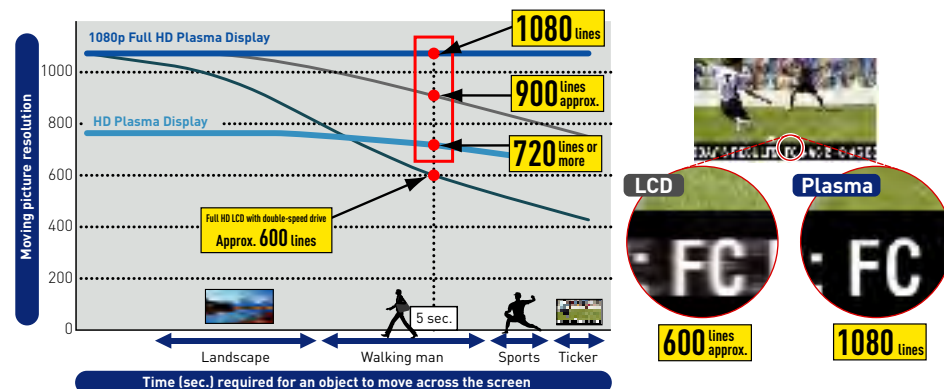 1080p Full HD Plasma Display
1080 lines
900 lines approx.
HD Plasma Display
720 lines or more
Full HD LCD with double-speed drive
Approx. 600 lines
Moving picture resolution
1000
800
600
400
200
0
5 sec.
Landscape
Walking man
Sports
Ticker
Time (sec.) required for an object to move across the screen
LCD
Plasma
FC
FC
600 lines approx.
1080 lines